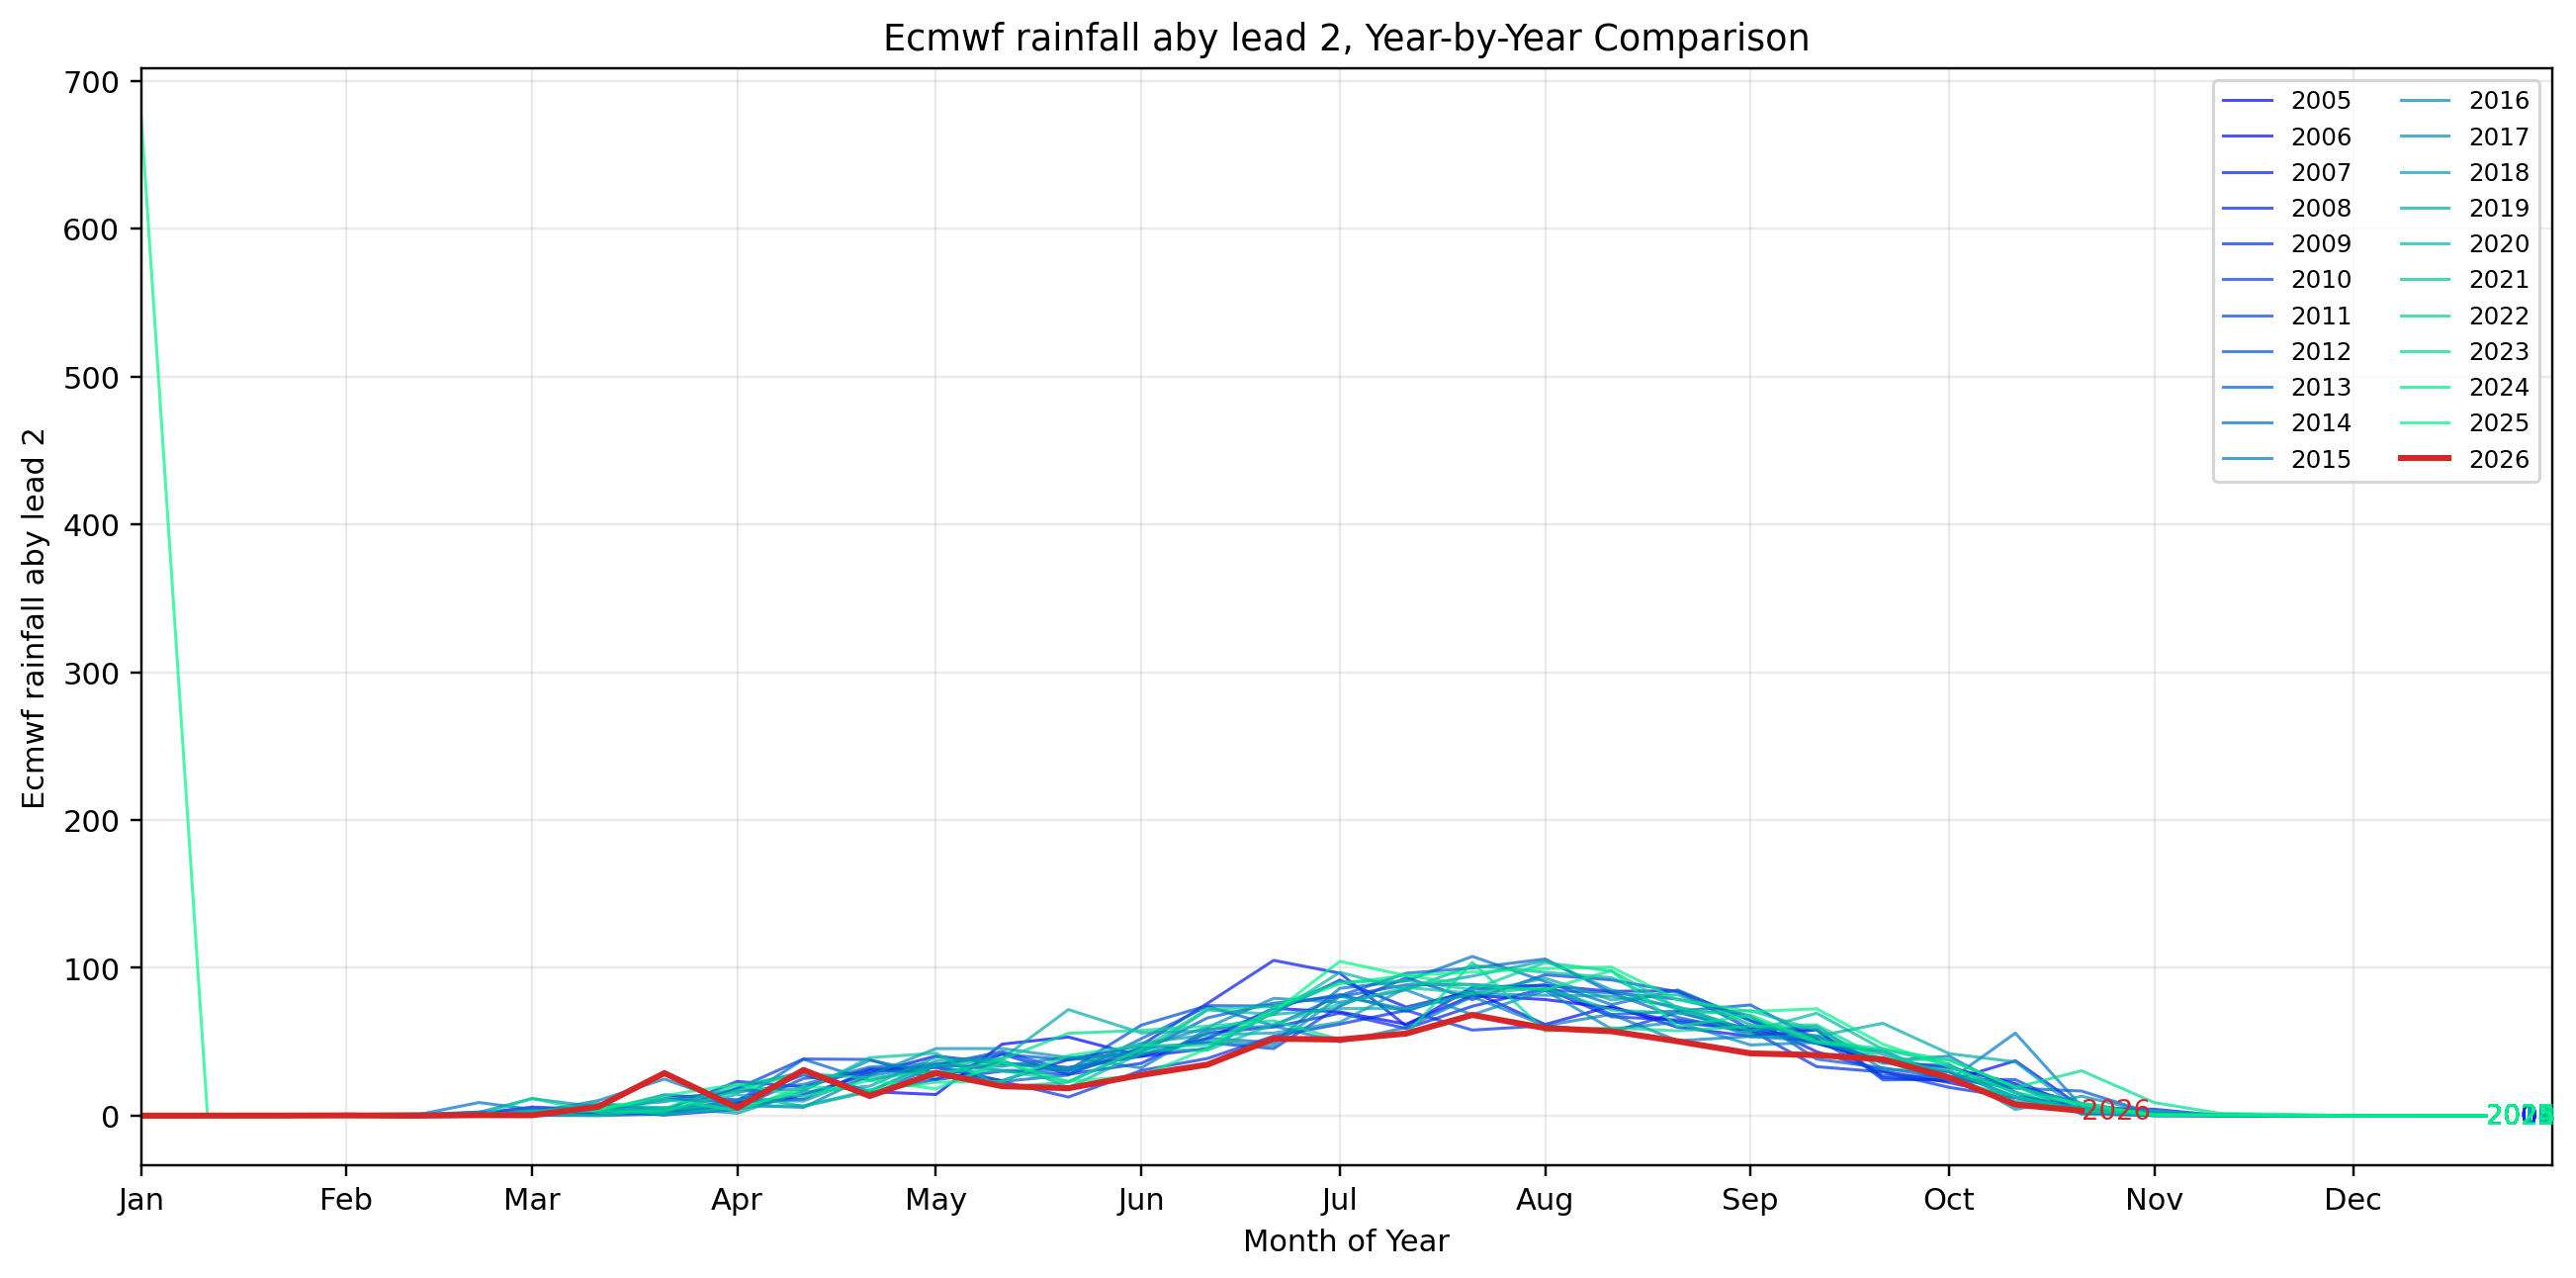 Ecmwf rainfall aby lead 2, Year-by-Year Comparison
Ecmwf rainfall aby lead 2
700
600
500
400
300
200
100
0
2005
2006
2007
2008
2009
2010
2011
2012
2013
2014
2015
2016
2017
2018
2019
2020
2021
2022
2023
2024
2025
2026
2026
Jan
Feb
Mar
Apr
May
Jun
Jul
Aug
Sep
Oct
Nov
Dec
Month of Year